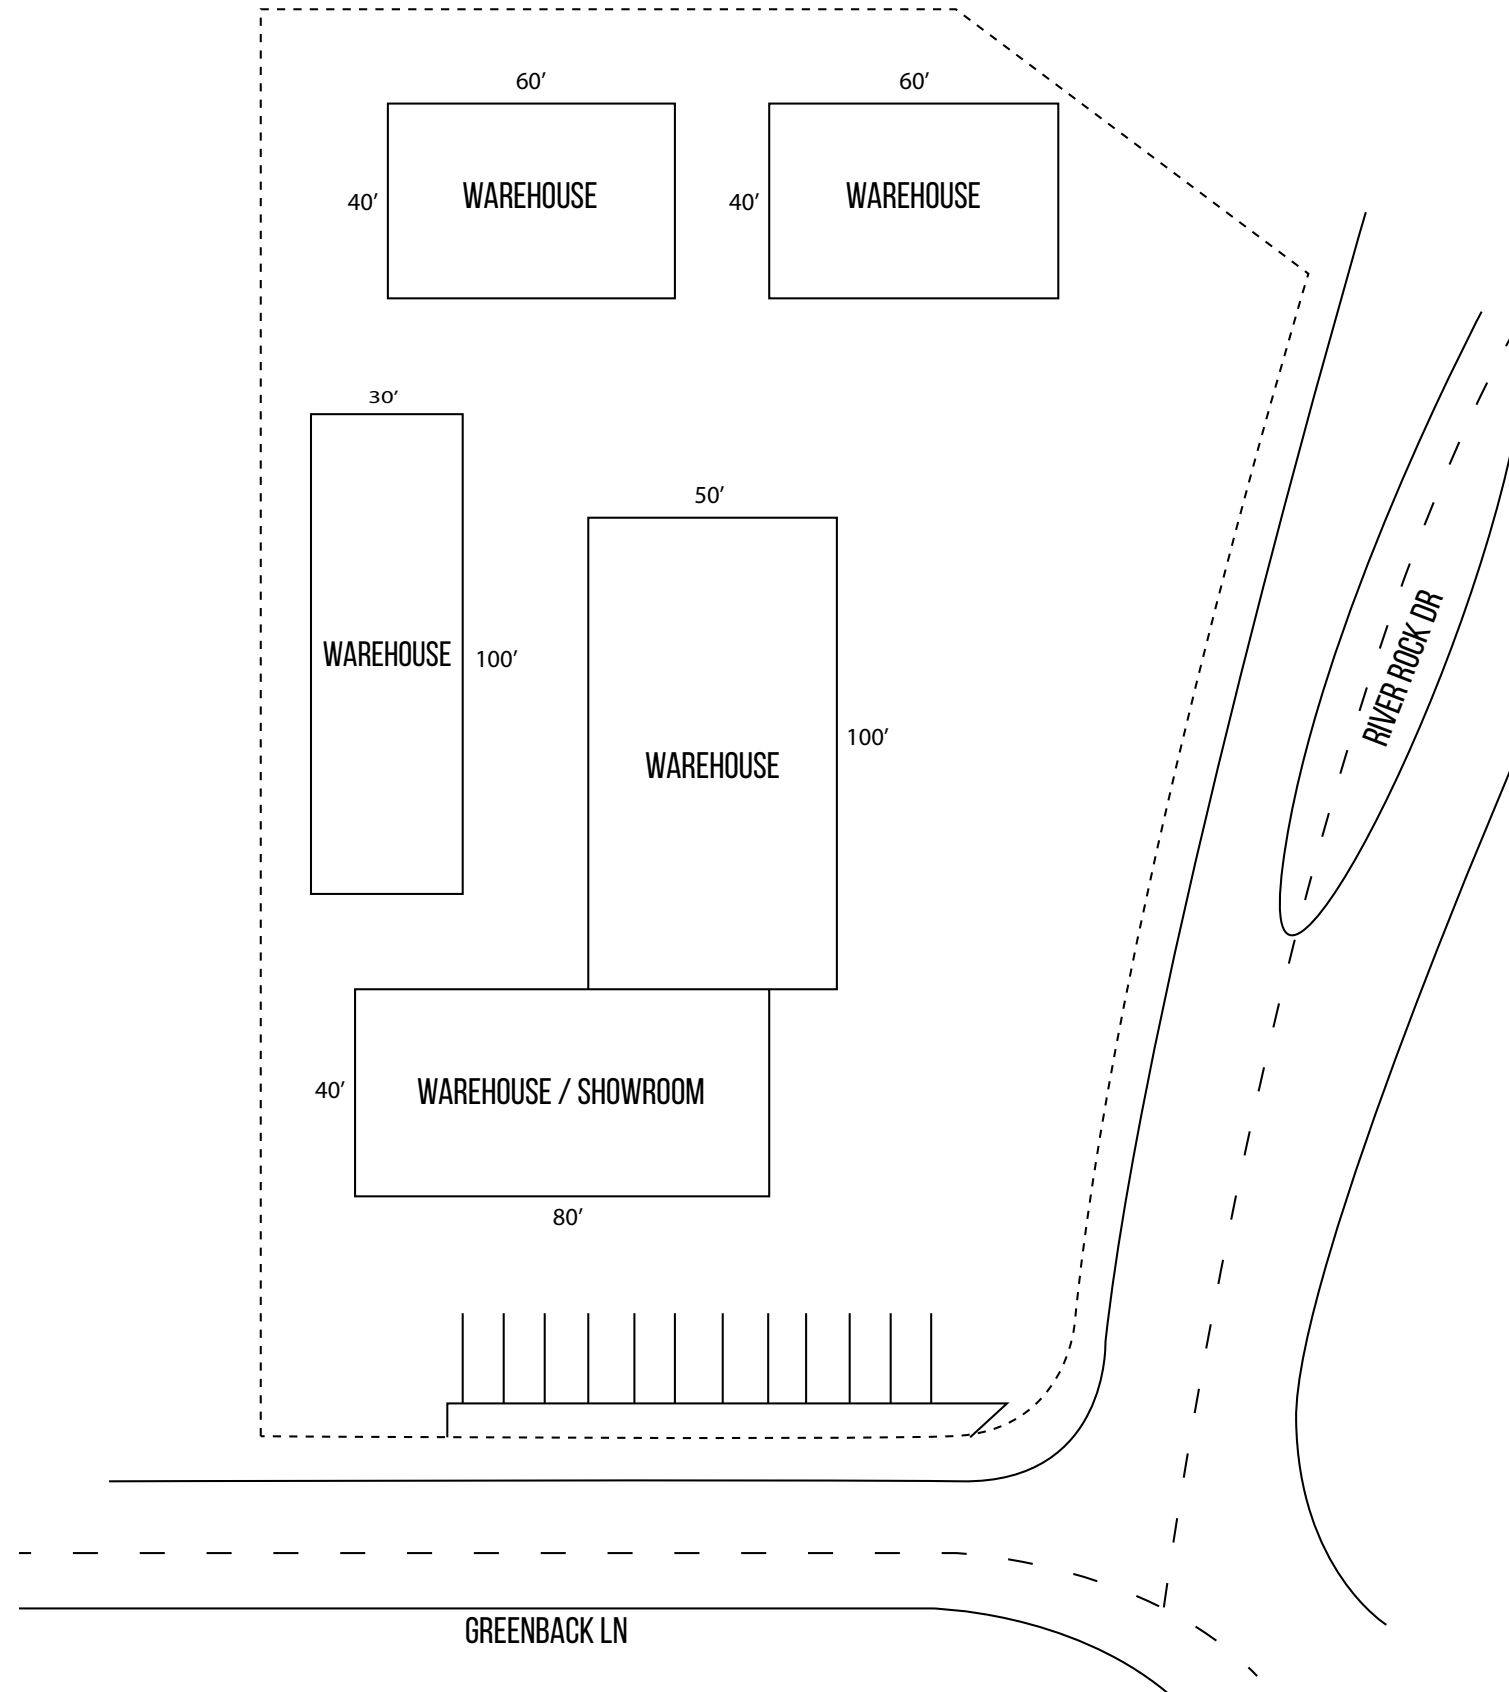 60’
60’
40’
WAREHOUSE
40’
WAREHOUSE
30’
50’
WAREHOUSE
100’
RIVER ROCK DR
100’
WAREHOUSE
40’
WAREHOUSE / SHOWROOM
80’
GREENBACK LN